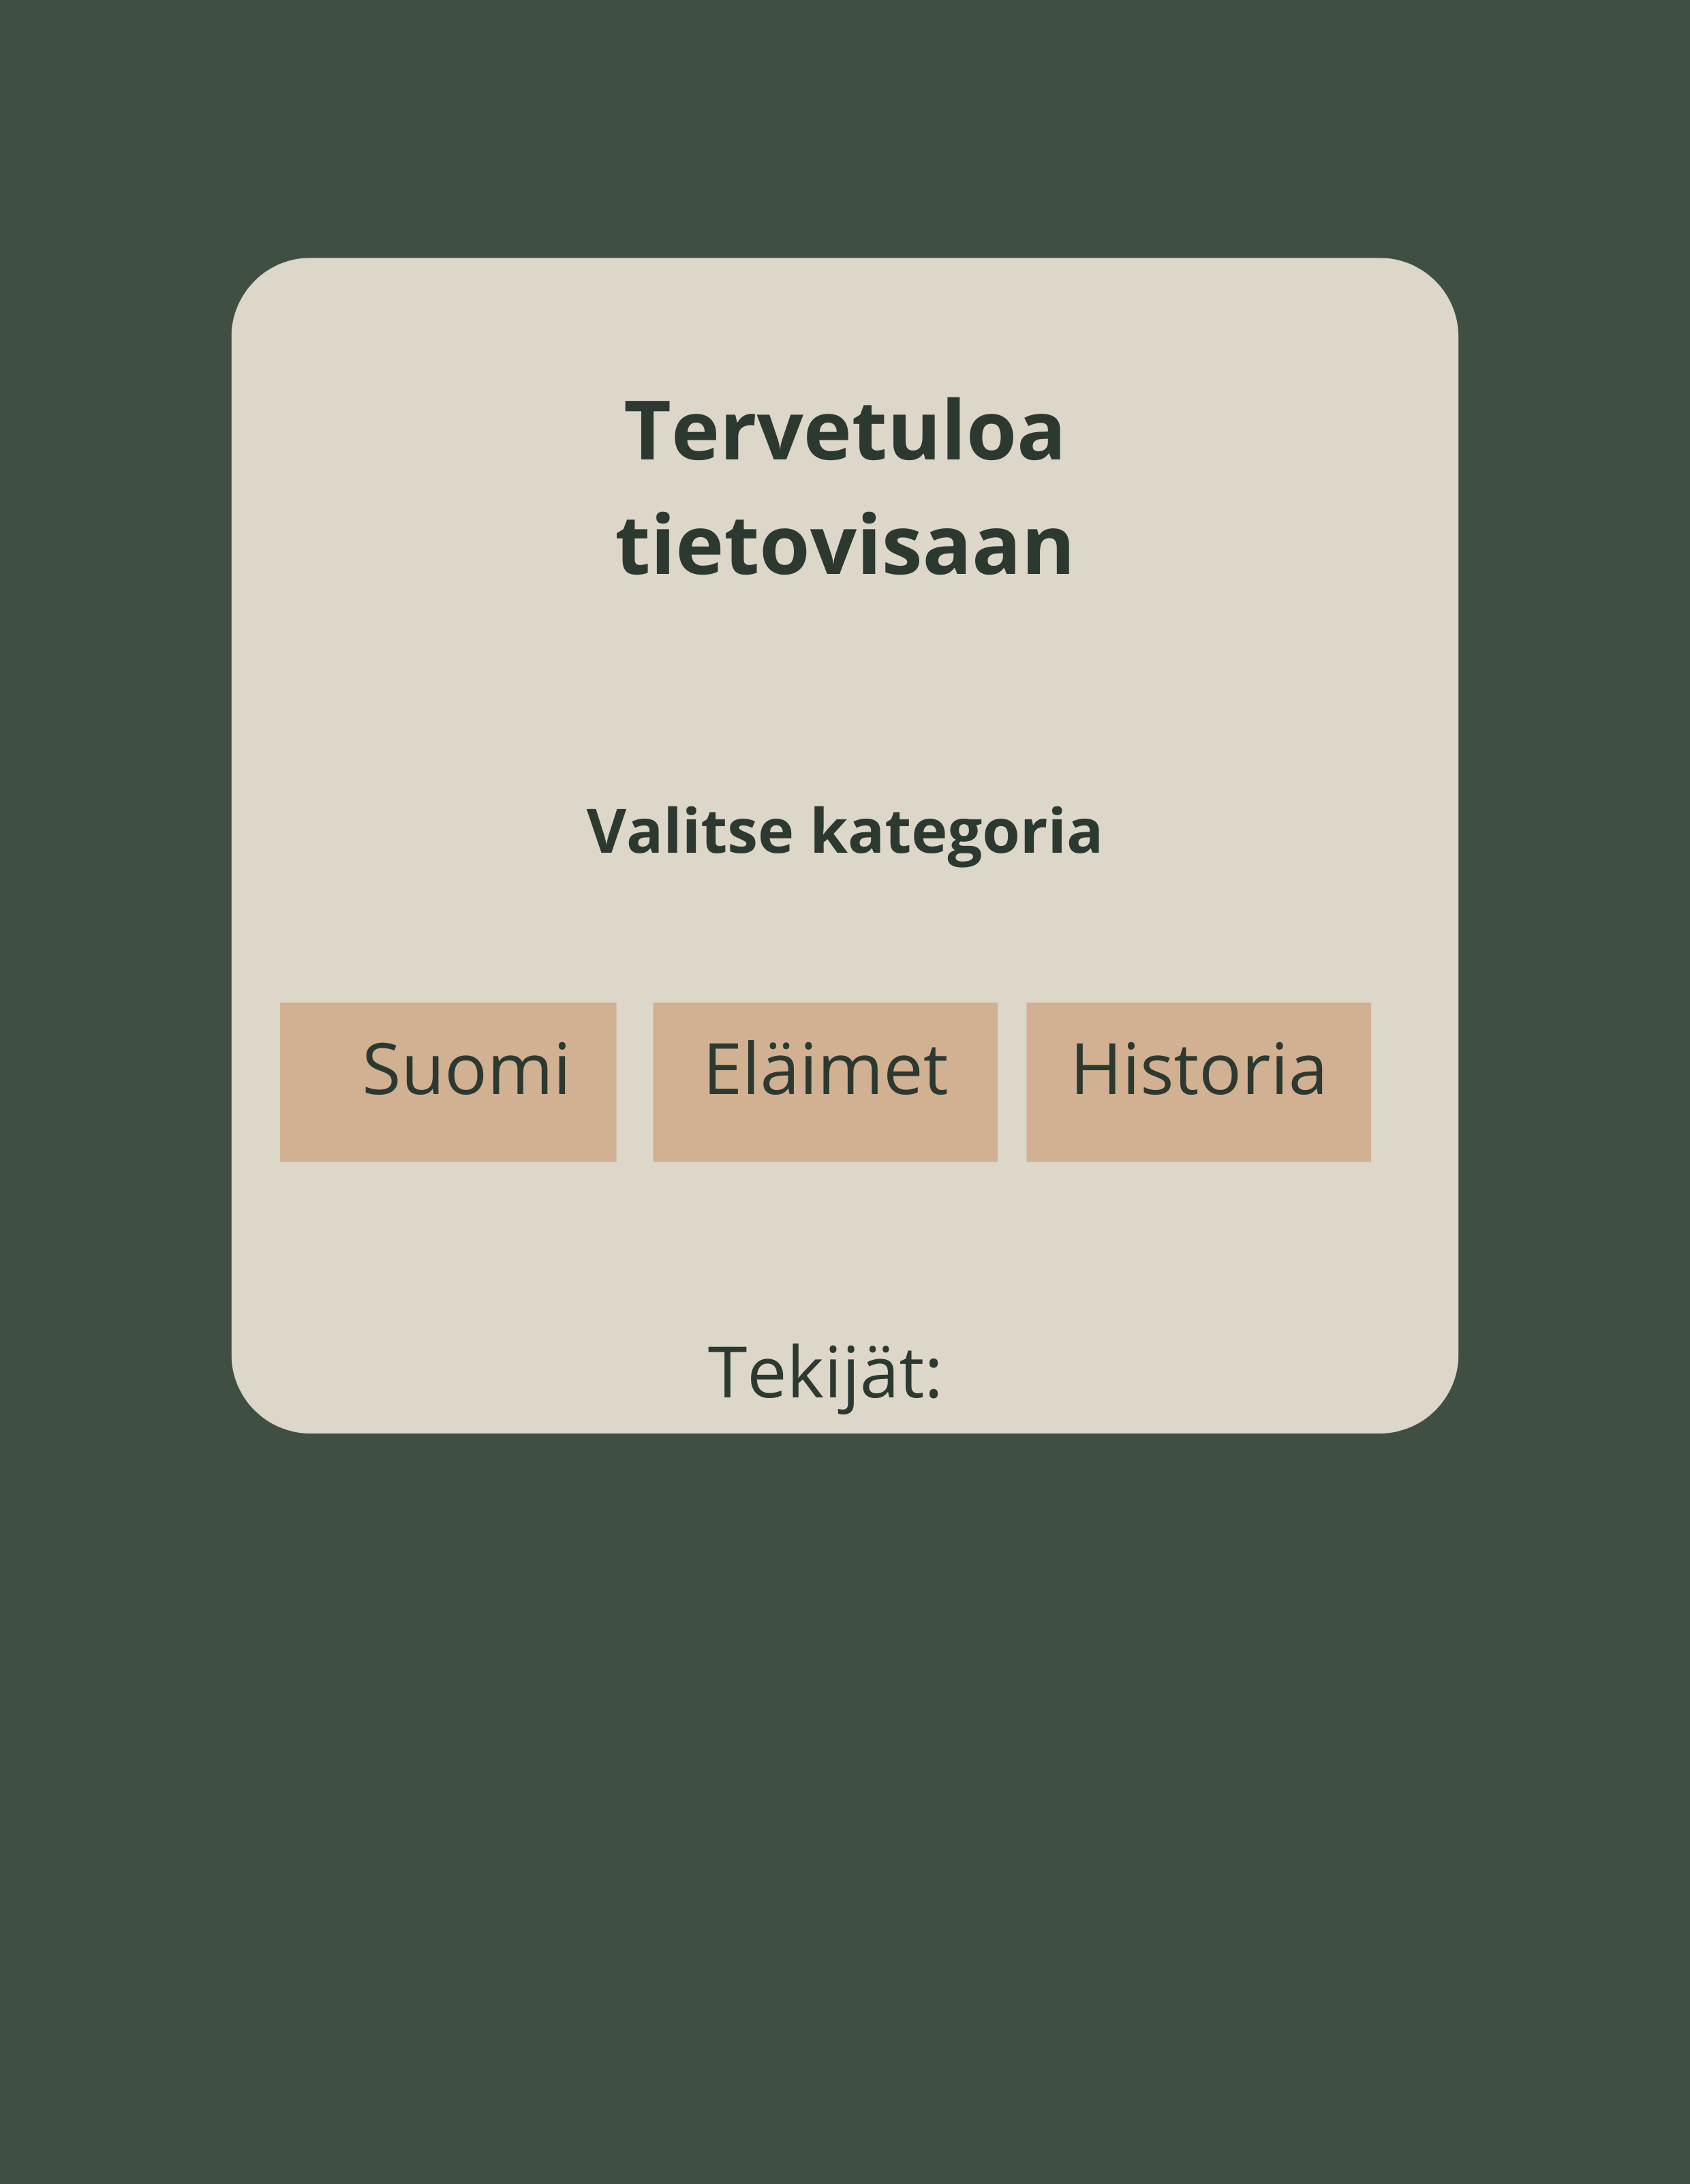 Tervetuloa
tietovisaan
Valitse kategoria
Suomi
Eläimet
Historia
Tekijät: